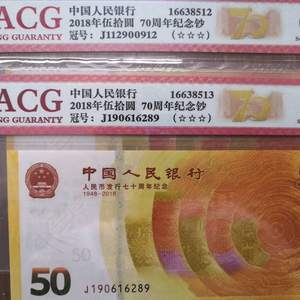 ACG
NG GUARANTY
中国人民银行 16638512
2018年伍拾圆 70周年纪念钞
冠号: J112900912 (☆☆☆)
70
ACG
ING GUARANTY
中国人民银行 16638513
2018年伍拾圆 70周年纪念钞
冠号: J190616289 (☆☆☆)
70
中国人民银行
人民币发行七十周年纪念
1948-2018
50
50
J190616289